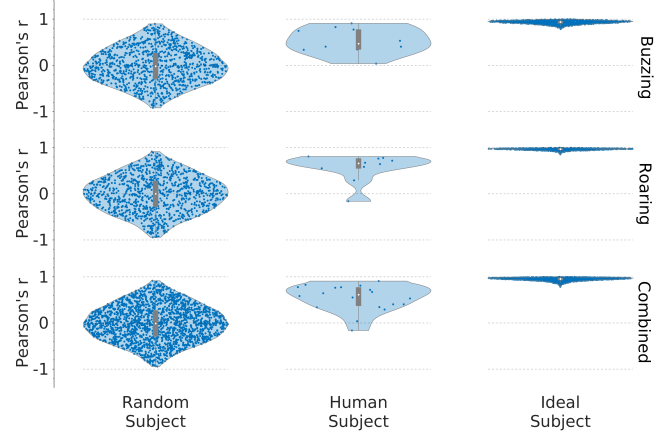 1
0
-1
Pearson's r
Buzzing
1
0
-1
Pearson's r
Roaring
1
0
-1
Pearson's r
Combined
Random
Subject
Human
Subject
Ideal
Subject